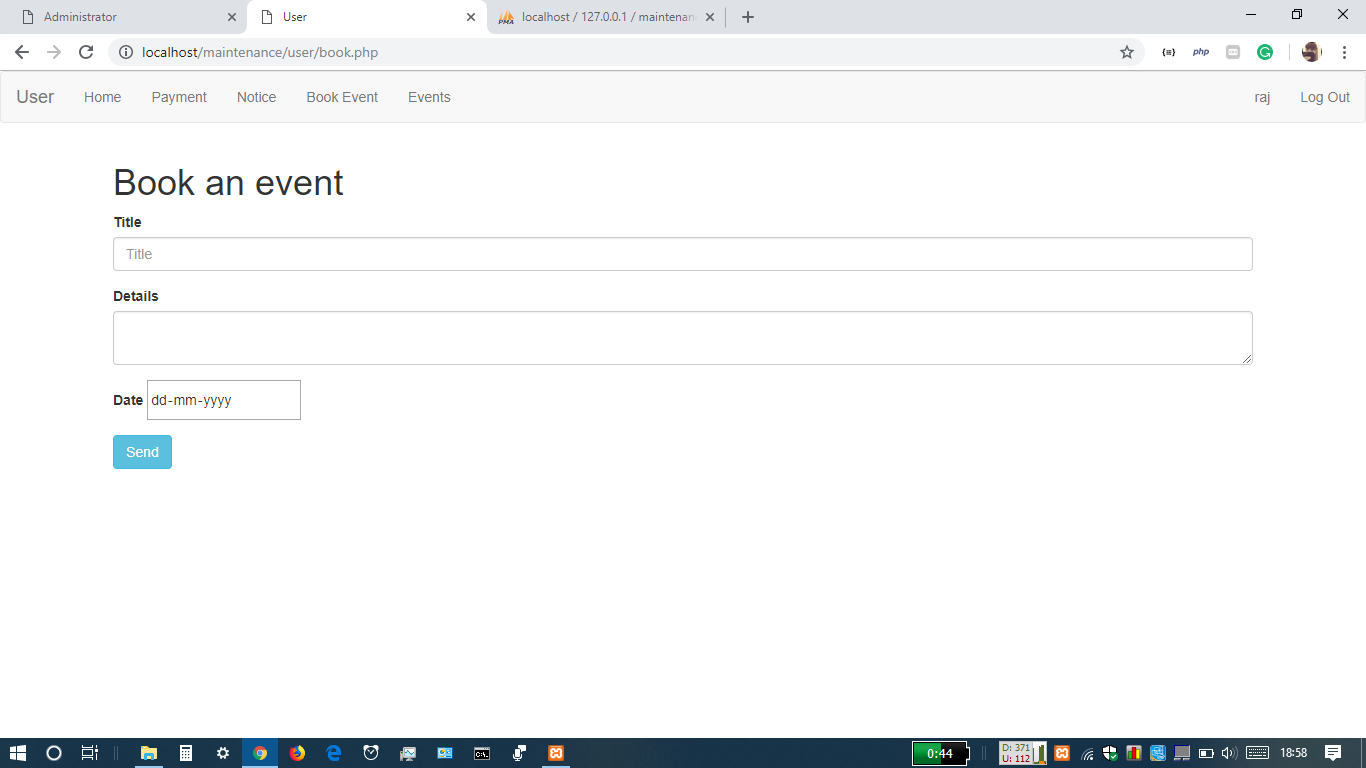 Administrator
User
PMA
localhost / 127.0.0.1 / maintenan
localhost/maintenance/user/book.php
php
User Home Payment Notice Book Event Events raj Log Out
Book an event
Title
Title
Details
Date dd-mm-yyyy
Send
0:44
D: 371
U: 112
18:58